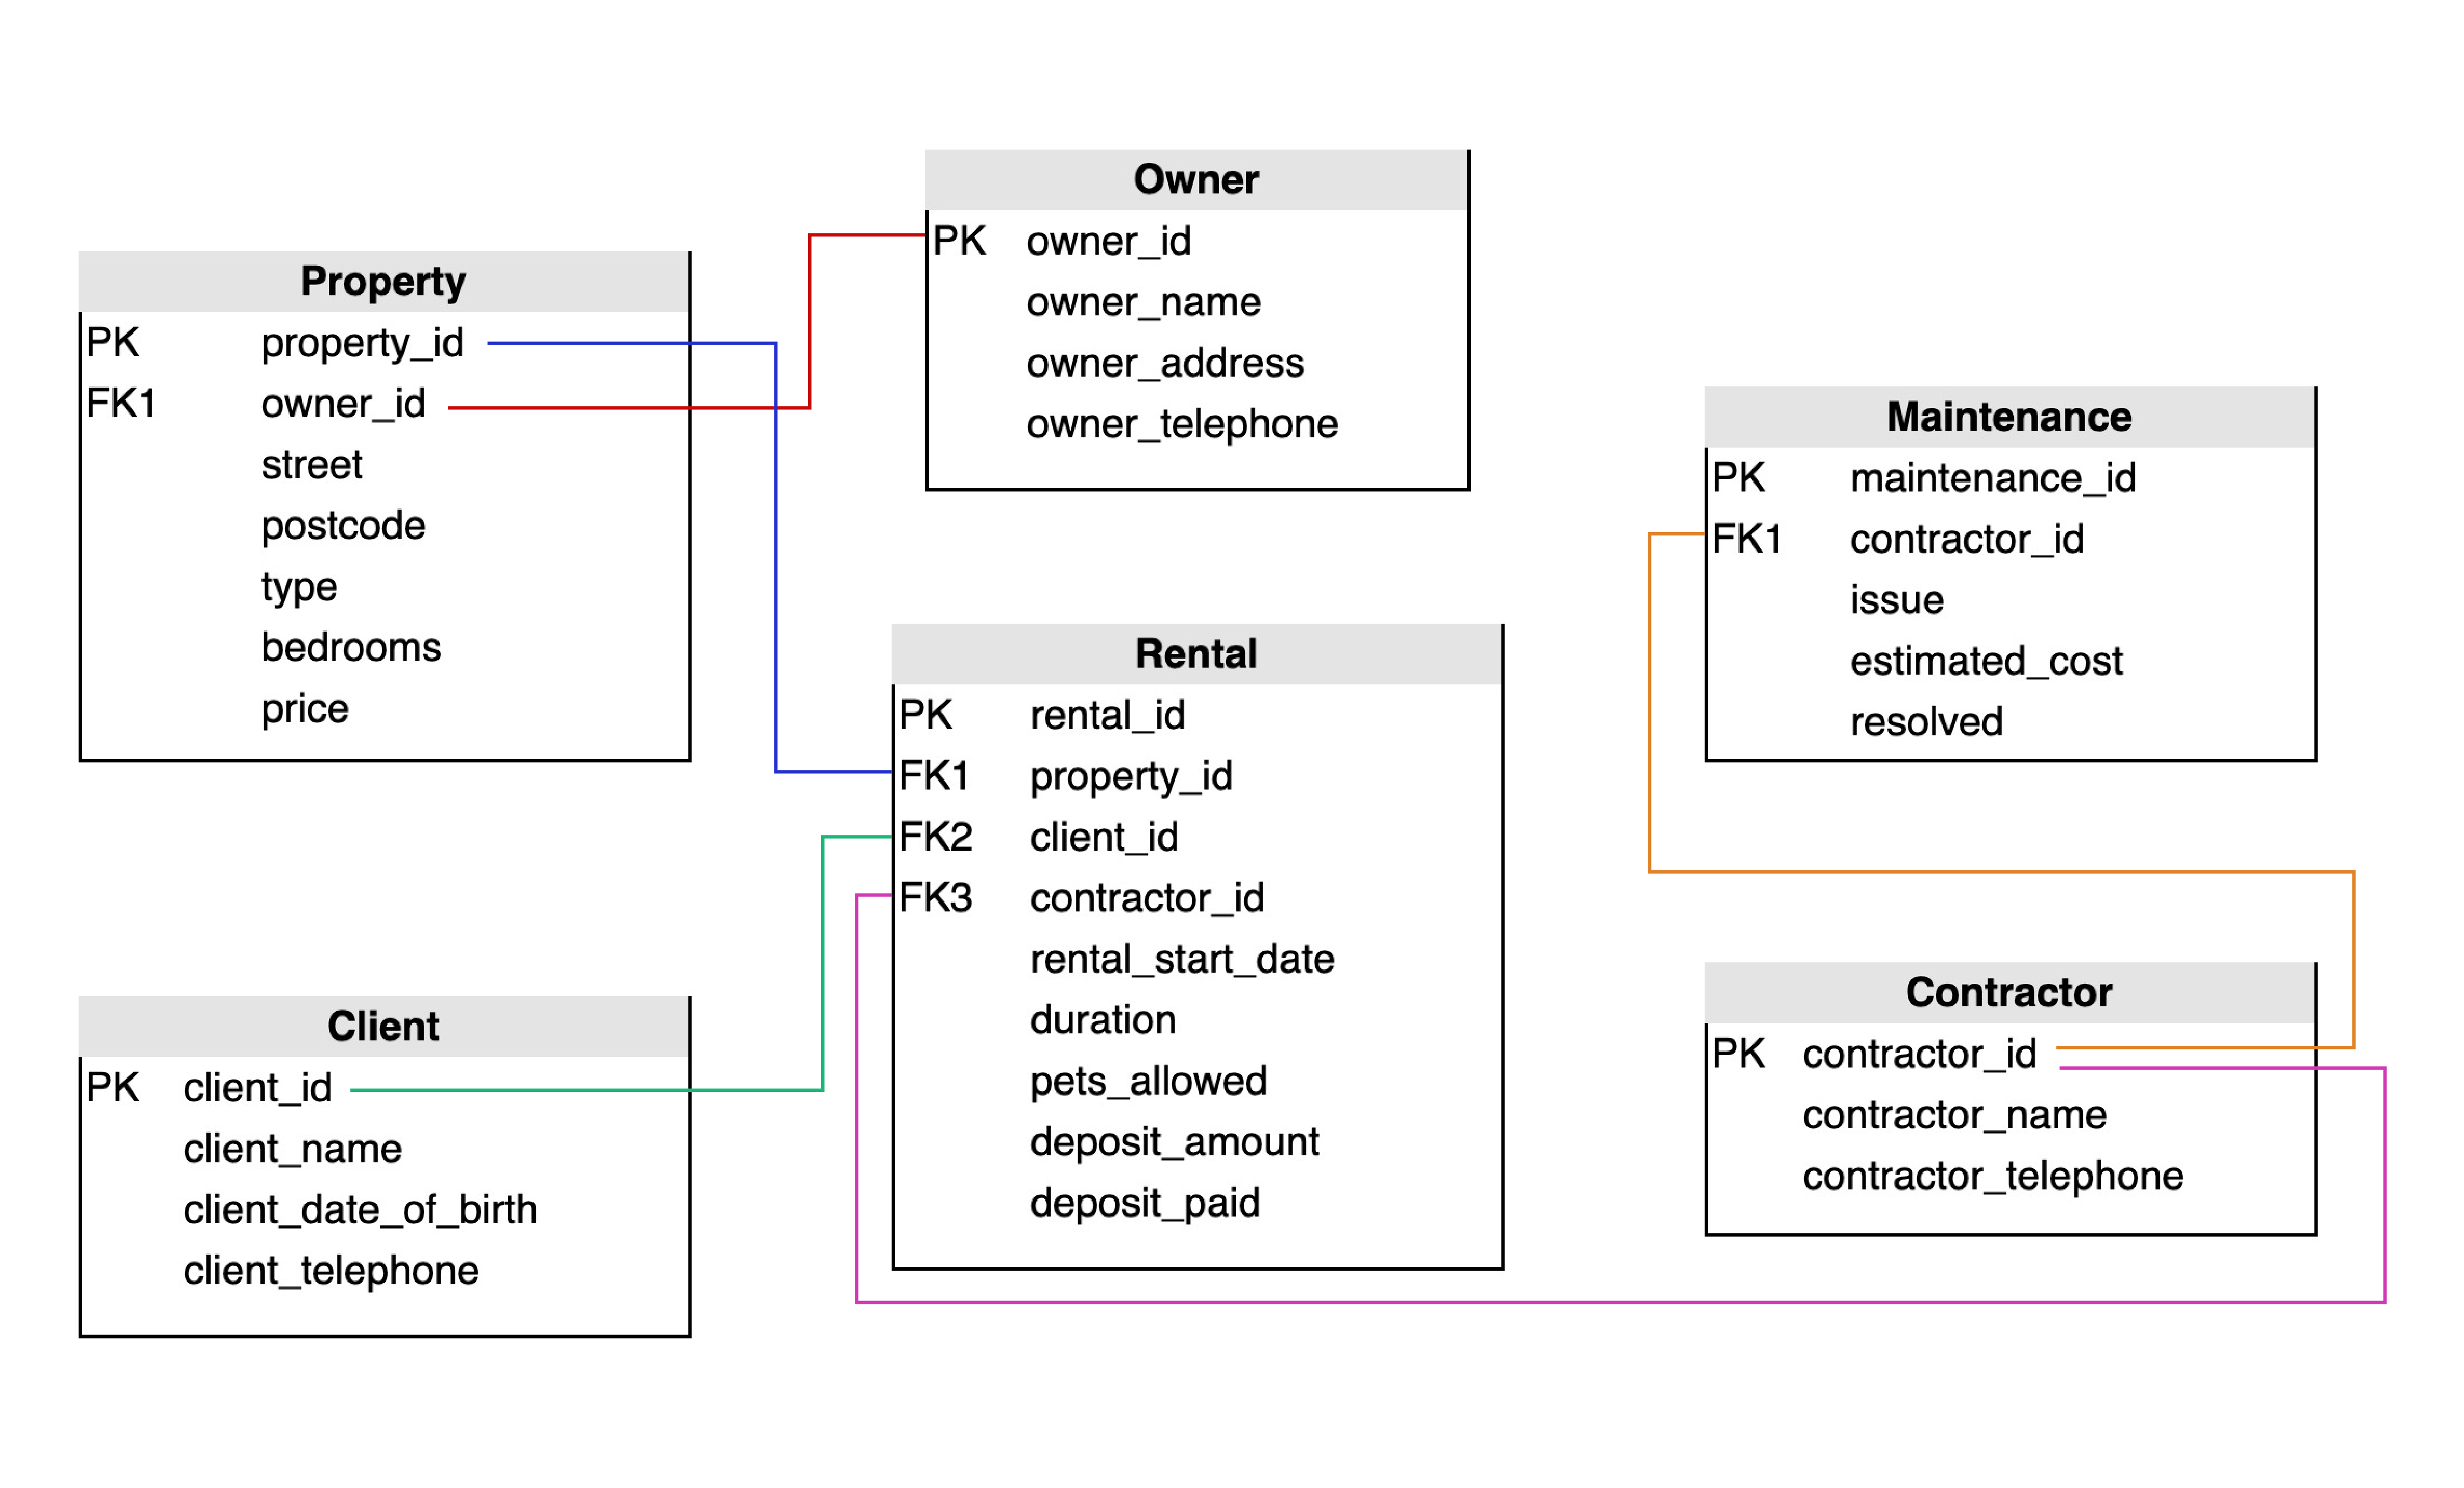 Property
PK property_id
FK1 owner_id
street
postcode
type
bedrooms
price
Owner
PK owner_id
owner_name
owner_address
owner_telephone
Maintenance
PK maintenance_id
FK1 contractor_id
issue
estimated_cost
resolved
Rental
PK rental_id
FK1 property_id
FK2 client_id
FK3 contractor_id
rental_start_date
duration
pets_allowed
deposit_amount
deposit_paid
Client
PK client_id
client_name
client_date_of_birth
client_telephone
Contractor
PK contractor_id
contractor_name
contractor_telephone